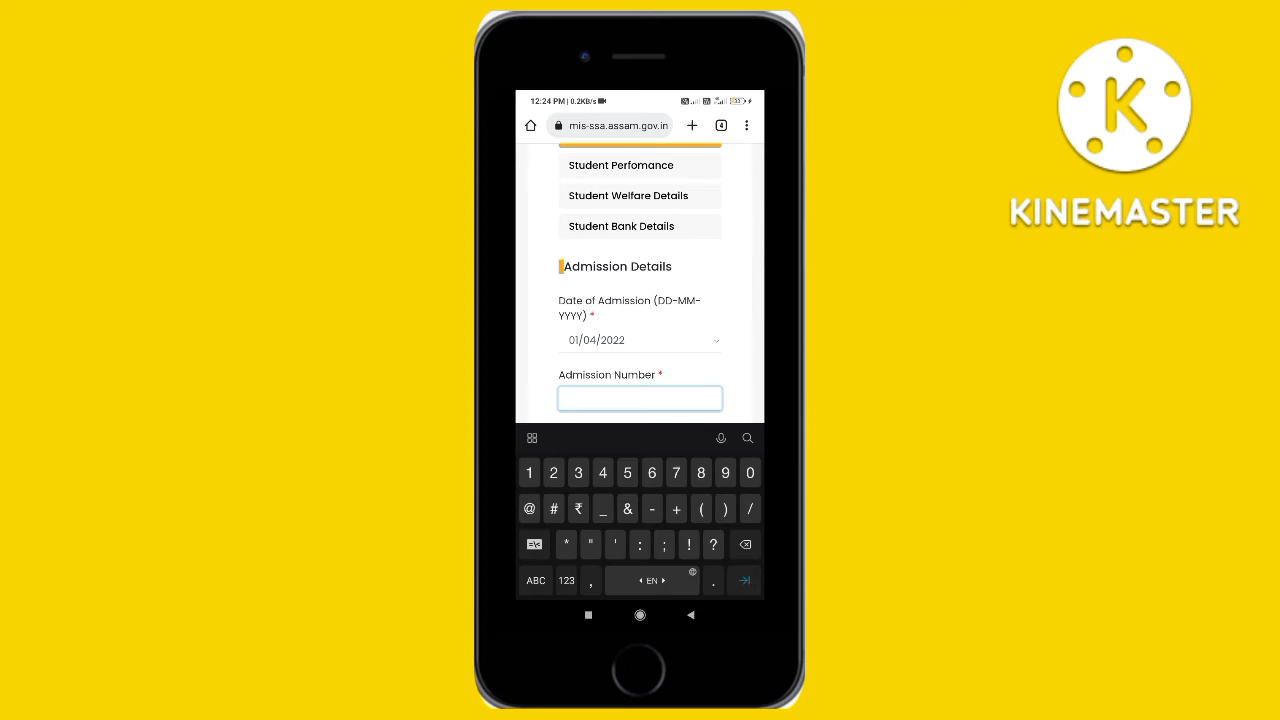 12:24 PM | 0.2KB/s
33
mis-ssa.assam.gov.in
4
K
KINEMASTER
Student Perfomance
Student Welfare Details
Student Bank Details
Admission Details
Date of Admission (DD-MM-
YYYY) *
01/04/2022
Admission Number *
1 2 3 4 5 6 7 8 9 0
@ # ₹ _ & - + ( ) /
=\< * " ' : ; ! ?
ABC 123 , EN .